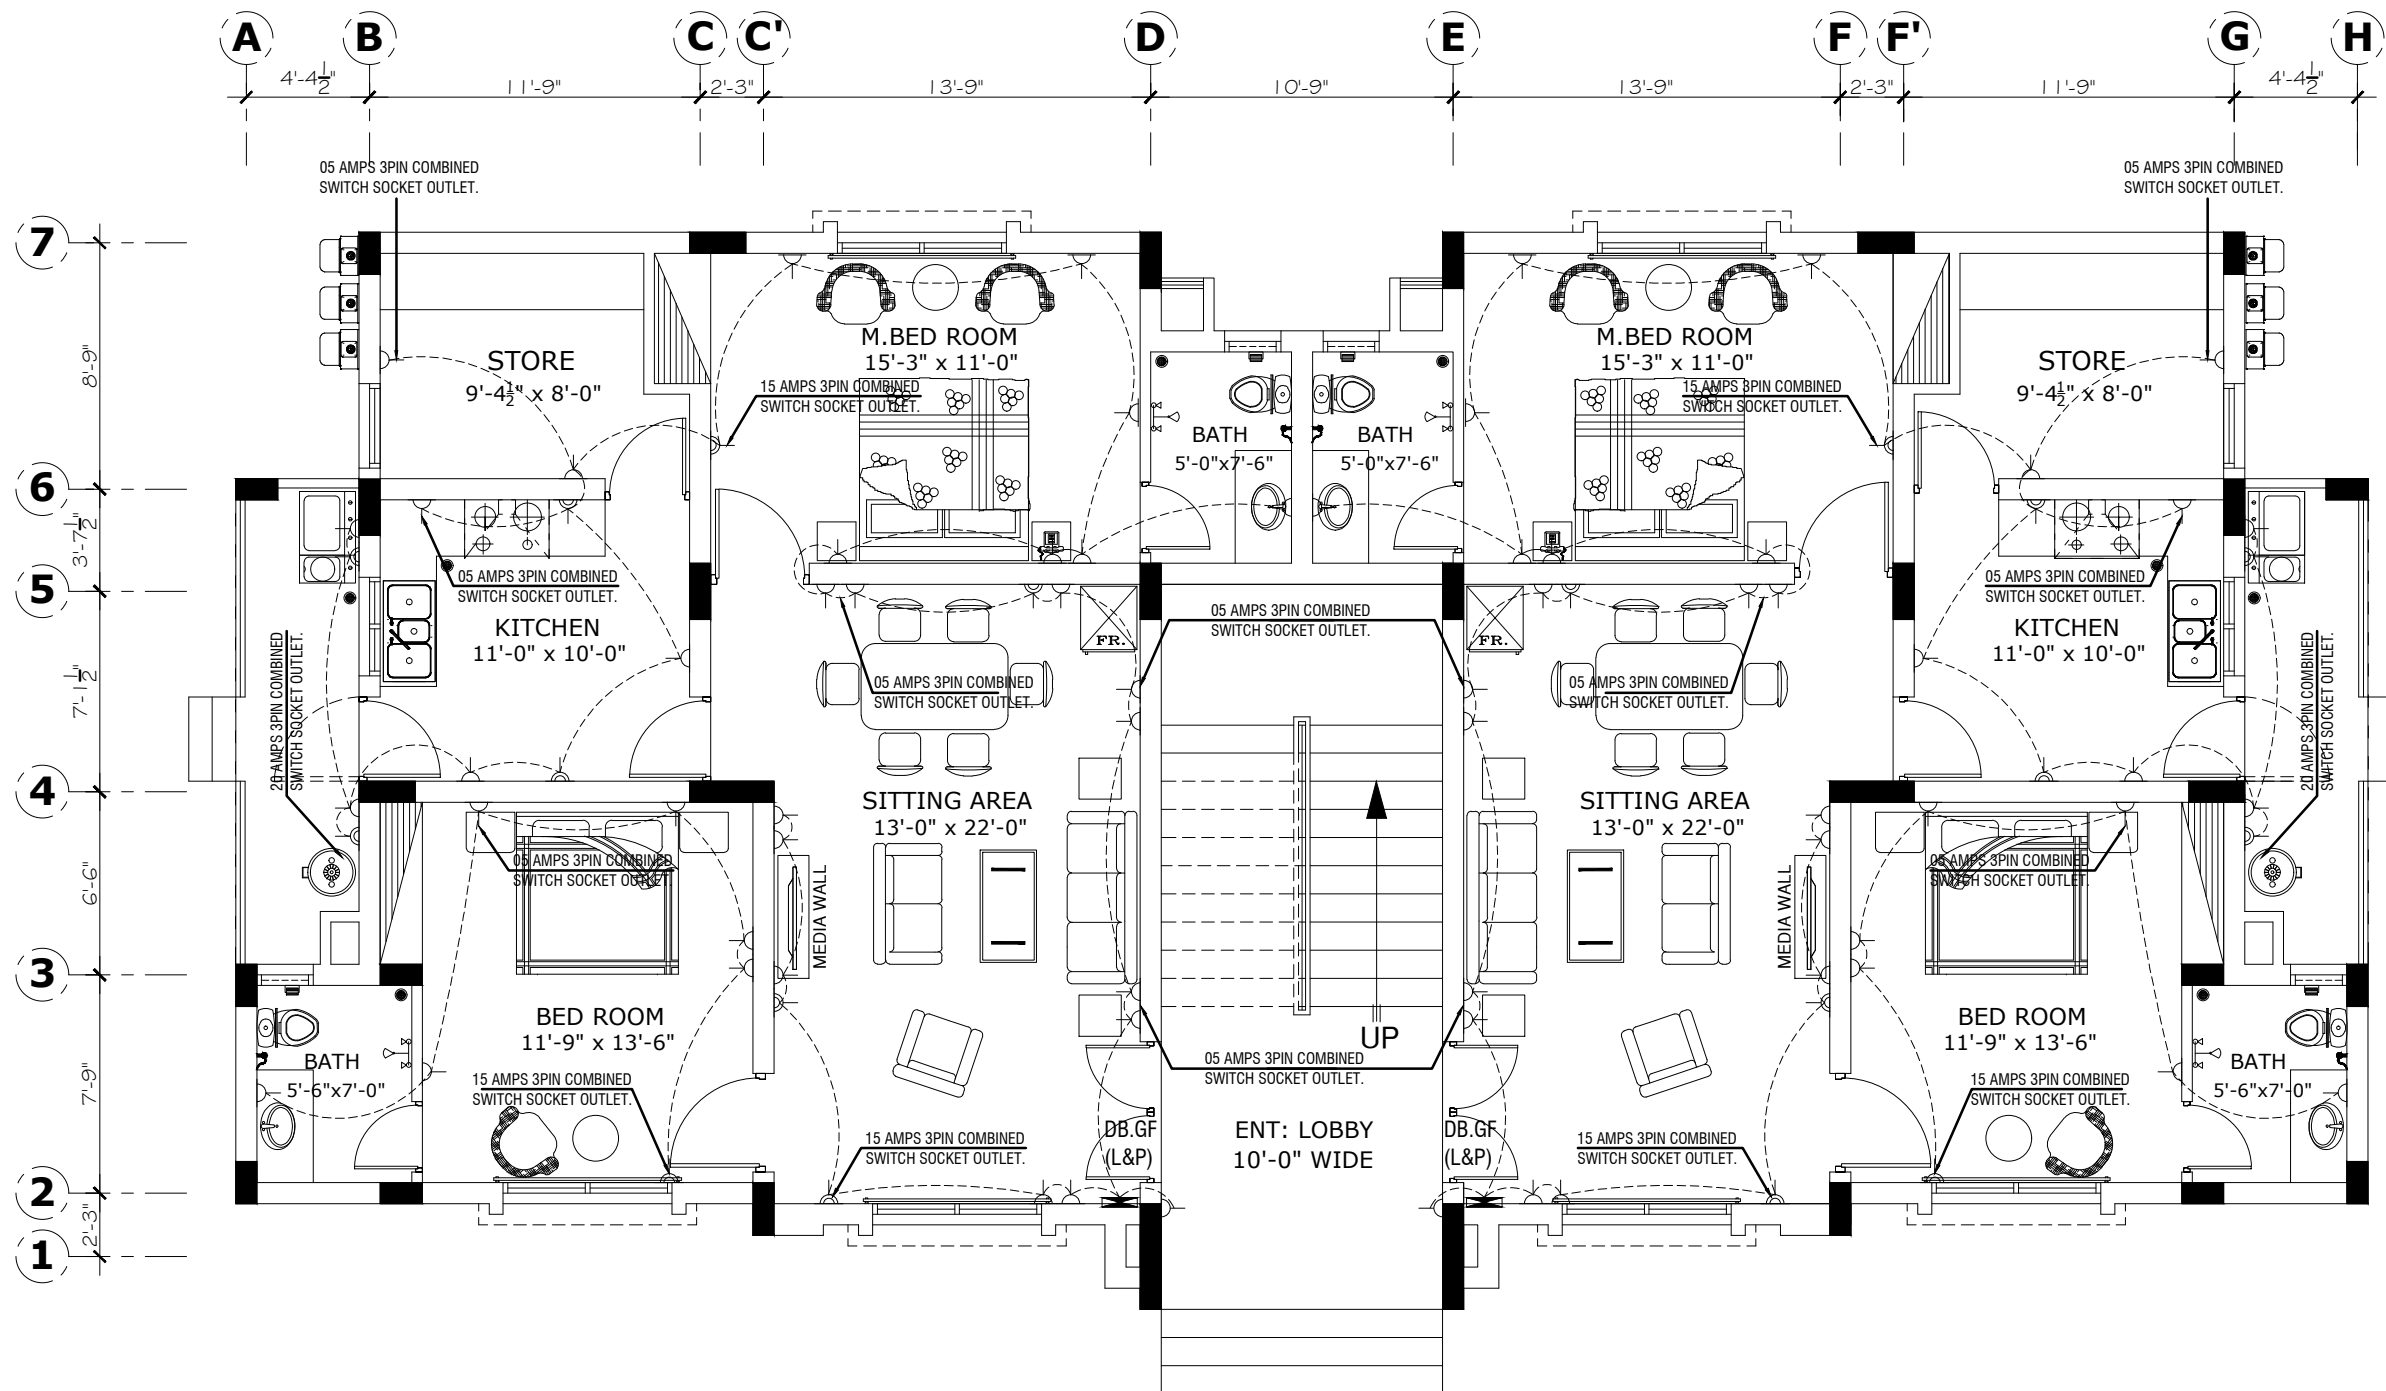 A B C C' D E F F' G H
4'-4 1/2" 11'-9" 2'-3" 13'-9" 10'-9" 13'-9" 2'-3" 11'-9" 4'-4 1/2"
05 AMPS 3PIN COMBINED
SWITCH SOCKET OUTLET.
05 AMPS 3PIN COMBINED
SWITCH SOCKET OUTLET.
7
8'-9"
6
3'-7 1/2"
5
7'-1 1/2"
4
6'-6"
3
7'-9"
2
2'-3"
1
STORE
9'-4 1/2" x 8'-0"
M.BED ROOM
15'-3" x 11'-0"
15 AMPS 3PIN COMBINED
SWITCH SOCKET OUTLET.
BATH
5'-0"x7'-6"
BATH
5'-0"x7'-6"
M.BED ROOM
15'-3" x 11'-0"
15 AMPS 3PIN COMBINED
SWITCH SOCKET OUTLET.
STORE
9'-4 1/2" x 8'-0"
05 AMPS 3PIN COMBINED
SWITCH SOCKET OUTLET.
KITCHEN
11'-0" x 10'-0"
20 AMPS 3PIN COMBINED
SWITCH SOCKET OUTLET.
FR.
05 AMPS 3PIN COMBINED
SWITCH SOCKET OUTLET.
05 AMPS 3PIN COMBINED
SWITCH SOCKET OUTLET.
FR.
05 AMPS 3PIN COMBINED
SWITCH SOCKET OUTLET.
05 AMPS 3PIN COMBINED
SWITCH SOCKET OUTLET.
KITCHEN
11'-0" x 10'-0"
20 AMPS 3PIN COMBINED
SWITCH SOCKET OUTLET.
SITTING AREA
13'-0" x 22'-0"
SITTING AREA
13'-0" x 22'-0"
05 AMPS 3PIN COMBINED
SWITCH SOCKET OUTLET.
MEDIA WALL
MEDIA WALL
05 AMPS 3PIN COMBINED
SWITCH SOCKET OUTLET.
BED ROOM
11'-9" x 13'-6"
UP
BED ROOM
11'-9" x 13'-6"
BATH
5'-6"x7'-0"
15 AMPS 3PIN COMBINED
SWITCH SOCKET OUTLET.
05 AMPS 3PIN COMBINED
SWITCH SOCKET OUTLET.
15 AMPS 3PIN COMBINED
SWITCH SOCKET OUTLET.
BATH
5'-6"x7'-0"
15 AMPS 3PIN COMBINED
SWITCH SOCKET OUTLET.
DB.GF
(L&P)
ENT: LOBBY
10'-0" WIDE
DB.GF
(L&P)
15 AMPS 3PIN COMBINED
SWITCH SOCKET OUTLET.